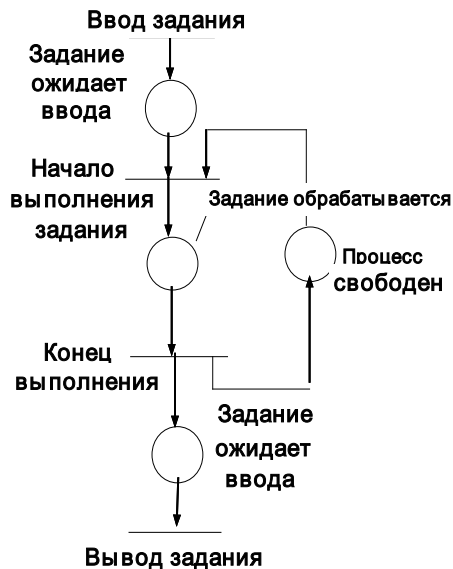 Ввод задания
Задание
ожидает
ввода
Начало
выполнения
задания
Задание обрабатывается
Процесс
свободен
Конец
выполнения
Задание
ожидает
ввода
Вывод задания